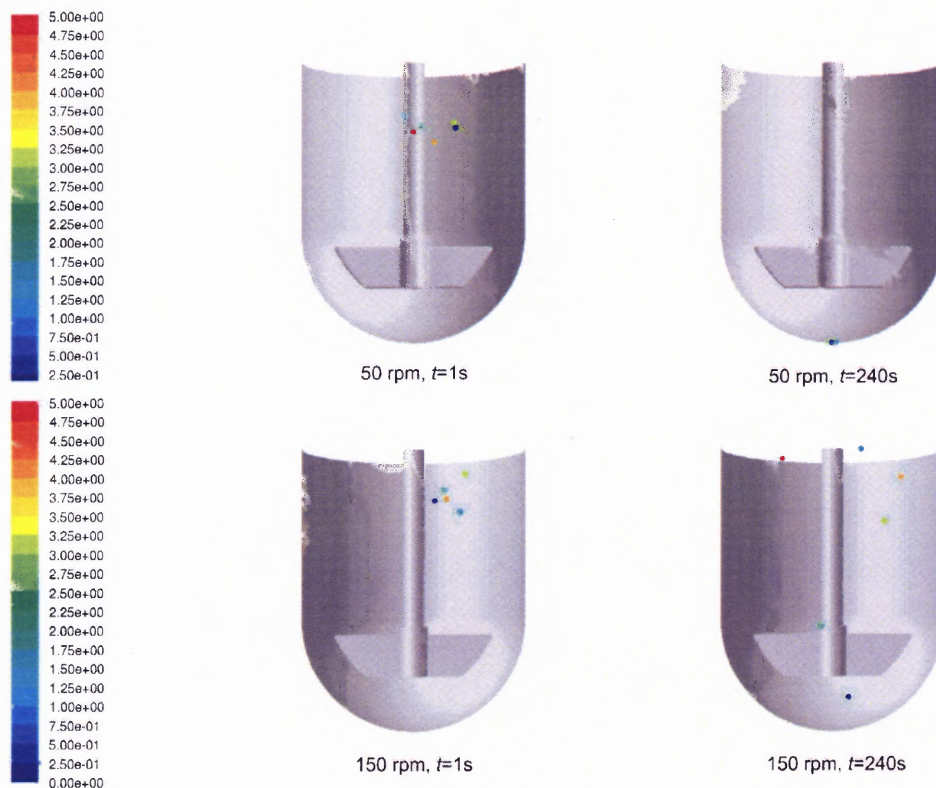 5.00e+00
4.75e+00
4.50e+00
4.25e+00
4.00e+00
3.75e+00
3.50e+00
3.25e+00
3.00e+00
2.75e+00
2.50e+00
2.25e+00
2.00e+00
1.75e+00
1.50e+00
1.25e+00
1.00e+00
7.50e-01
5.00e-01
2.50e-01
50 rpm, t=1s
50 rpm, t=240s
5.00e+00
4.75e+00
4.50e+00
4.25e+00
4.00e+00
3.75e+00
3.50e+00
3.25e+00
3.00e+00
2.75e+00
2.50e+00
2.25e+00
2.00e+00
1.75e+00
1.50e+00
1.25e+00
1.00e+00
7.50e-01
5.00e-01
0.00e+00
150 rpm, t=1s
150 rpm, t=240s